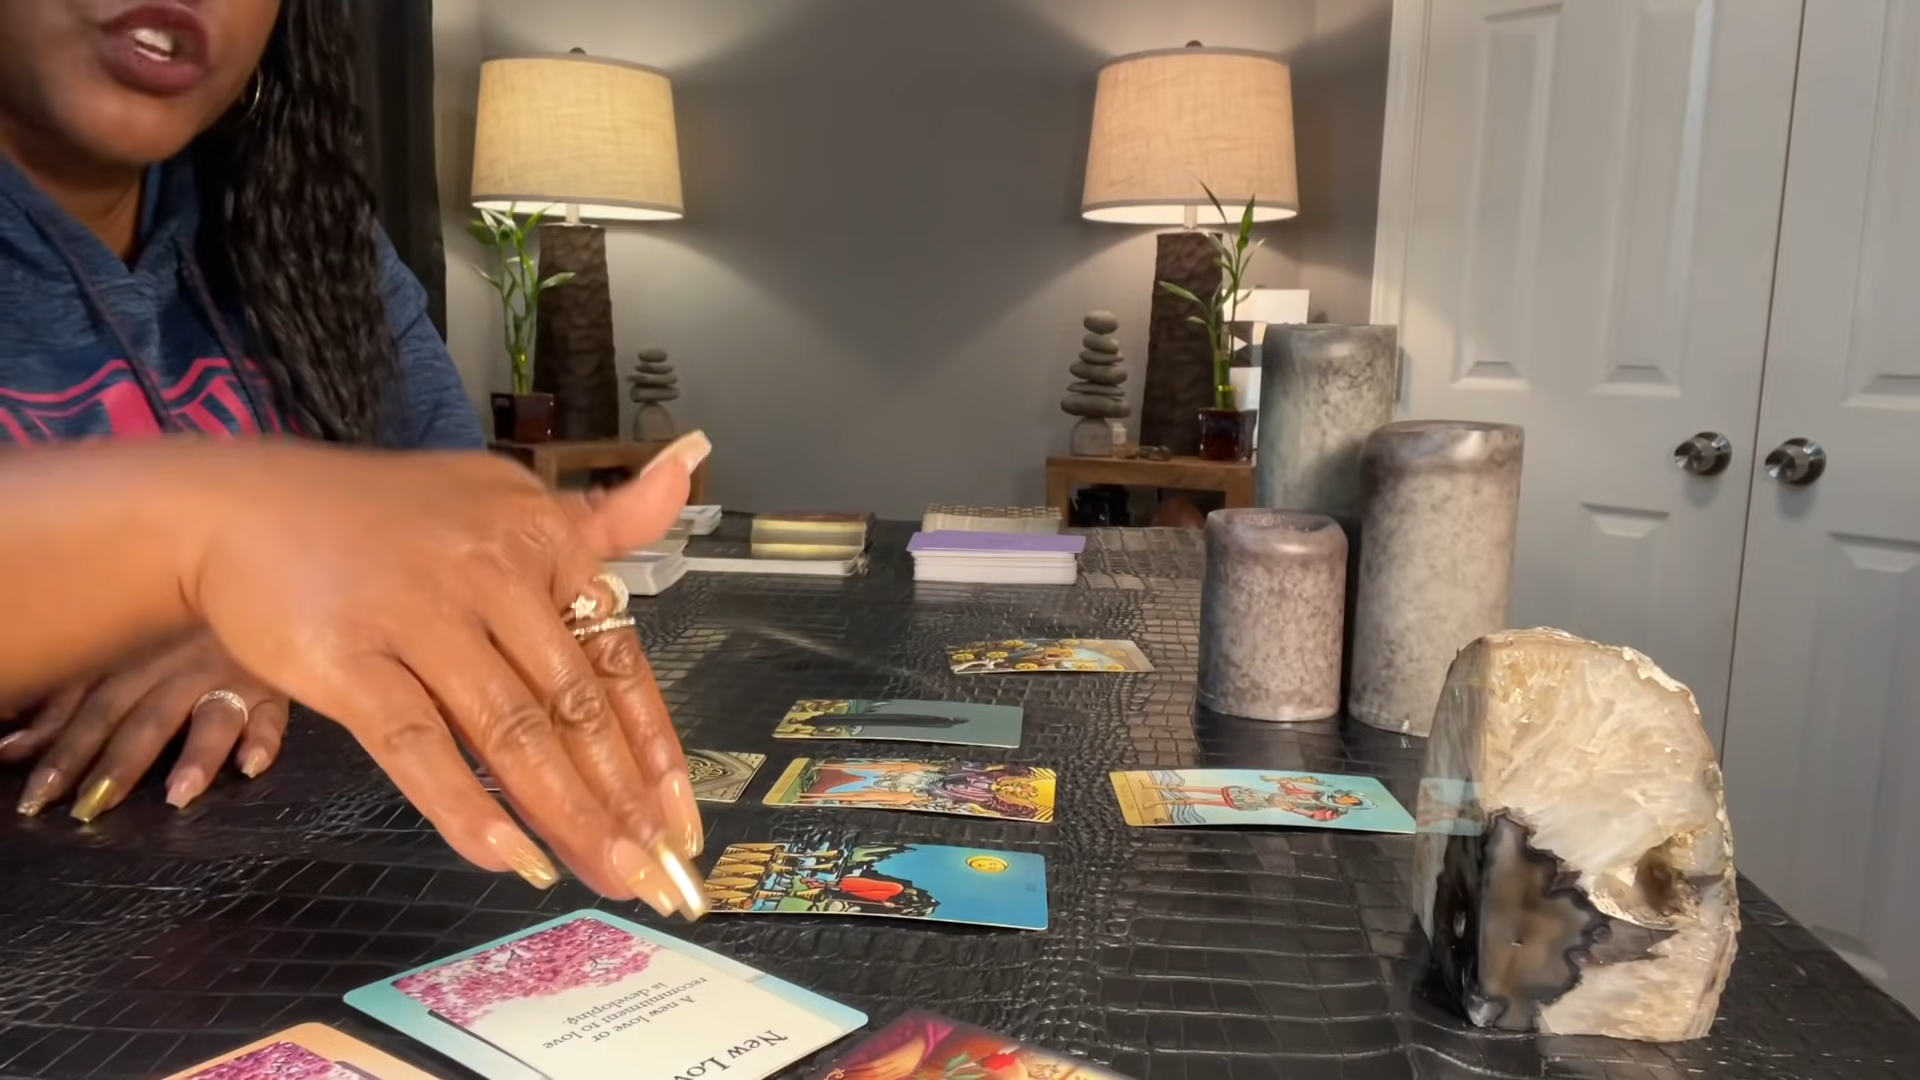 New Lov
A new love or
recommitment to love
is developing.